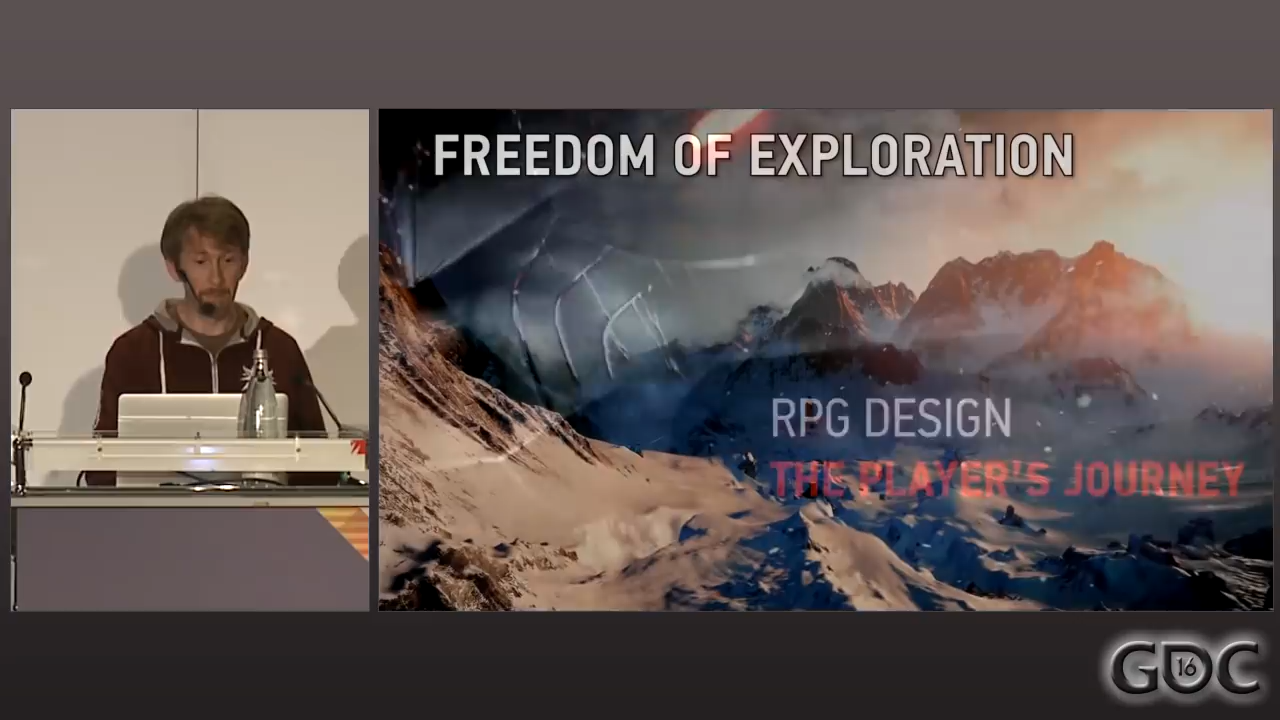 FREEDOM OF EXPLORATION
RPG DESIGN
THE PLAYER'S JOURNEY
GDC
16